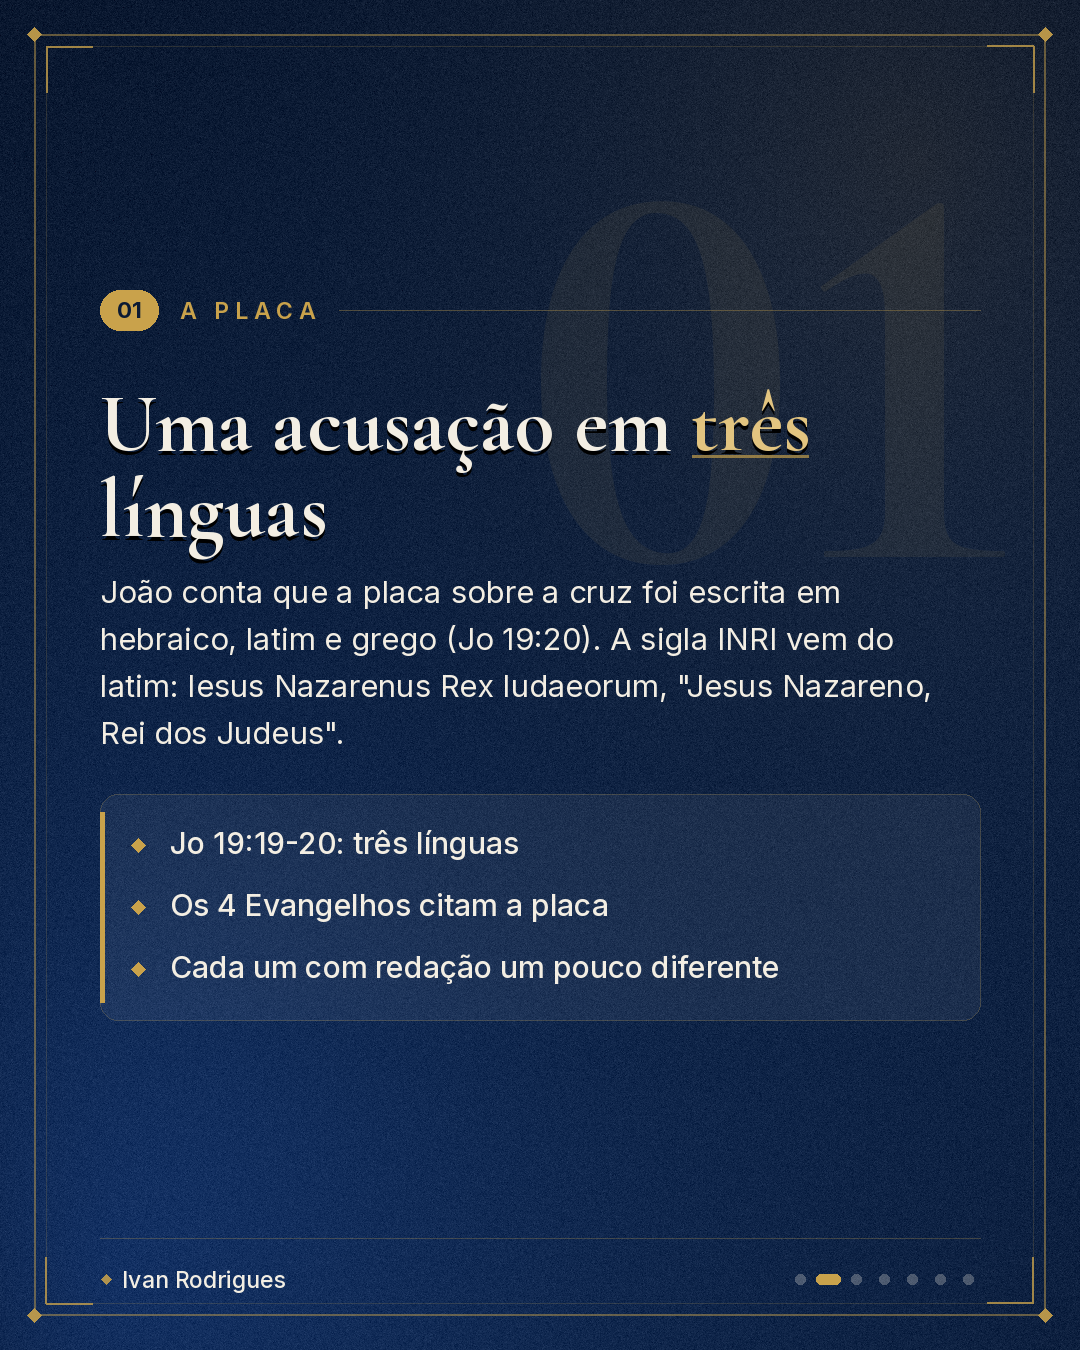 01
01 A PLACA
Uma acusação em três
línguas
João conta que a placa sobre a cruz foi escrita em
hebraico, latim e grego (Jo 19:20). A sigla INRI vem do
latim: Iesus Nazarenus Rex Iudaeorum, "Jesus Nazareno,
Rei dos Judeus".
Jo 19:19-20: três línguas
Os 4 Evangelhos citam a placa
Cada um com redação um pouco diferente
Ivan Rodrigues